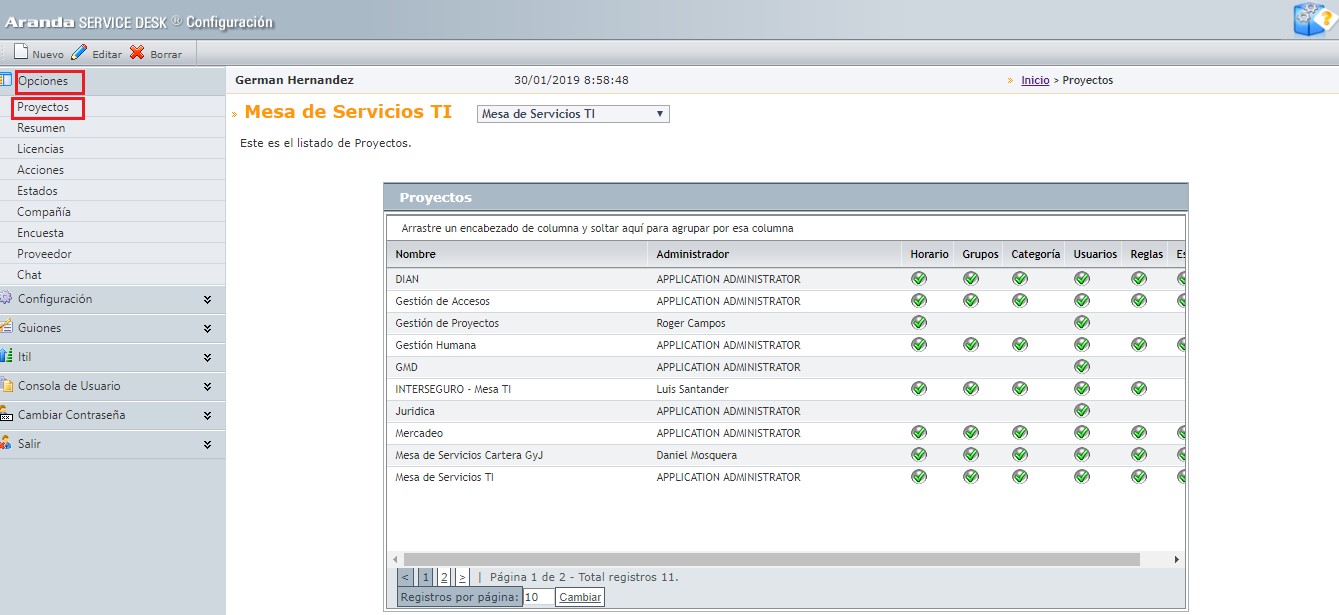 Aranda SERVICE DESK ® Configuración
Nuevo Editar Borrar
Opciones
Proyectos
Resumen
Licencias
Acciones
Estados
Compañía
Encuesta
Proveedor
Chat
Configuración
Guiones
Itil
Consola de Usuario
Cambiar Contraseña
Salir
German Hernandez 30/01/2019 8:58:48 » Inicio > Proyectos
» Mesa de Servicios TI Mesa de Servicios TI
Este es el listado de Proyectos.
Proyectos
Arrastre un encabezado de columna y soltar aquí para agrupar por esa columna
Nombre Administrador Horario Grupos Categoría Usuarios Reglas Es
DIAN APPLICATION ADMINISTRATOR
Gestión de Accesos APPLICATION ADMINISTRATOR
Gestión de Proyectos Roger Campos
Gestión Humana APPLICATION ADMINISTRATOR
GMD APPLICATION ADMINISTRATOR
INTERSEGURO - Mesa TI Luis Santander
Juridica APPLICATION ADMINISTRATOR
Mercadeo APPLICATION ADMINISTRATOR
Mesa de Servicios Cartera GyJ Daniel Mosquera
Mesa de Servicios TI APPLICATION ADMINISTRATOR
< 1 2 > | Página 1 de 2 - Total registros 11.
Registros por página: 10 Cambiar